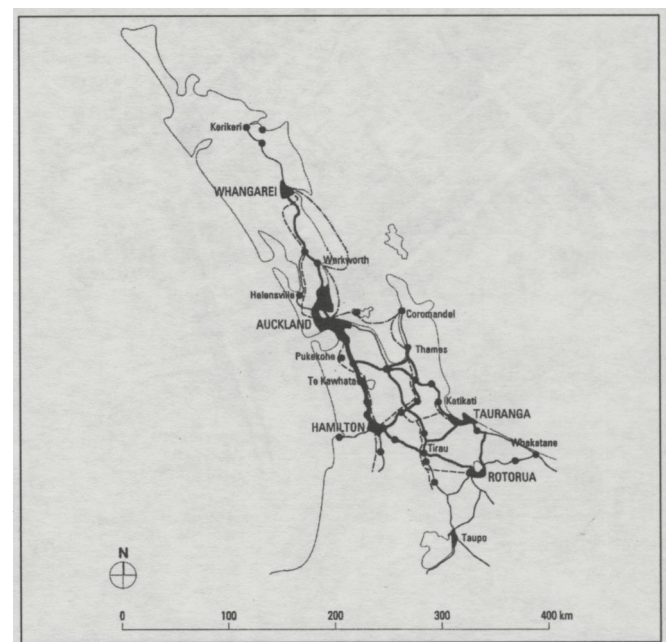 Kerikeri
WHANGAREI
Warkworth
Helensville
AUCKLAND
Coromandel
Pukekohe
Thames
Te Kawhata
Katikati
TAURANGA
HAMILTON
Whakatane
Tirau
ROTORUA
Taupo
N
0 100 200 300 400 km